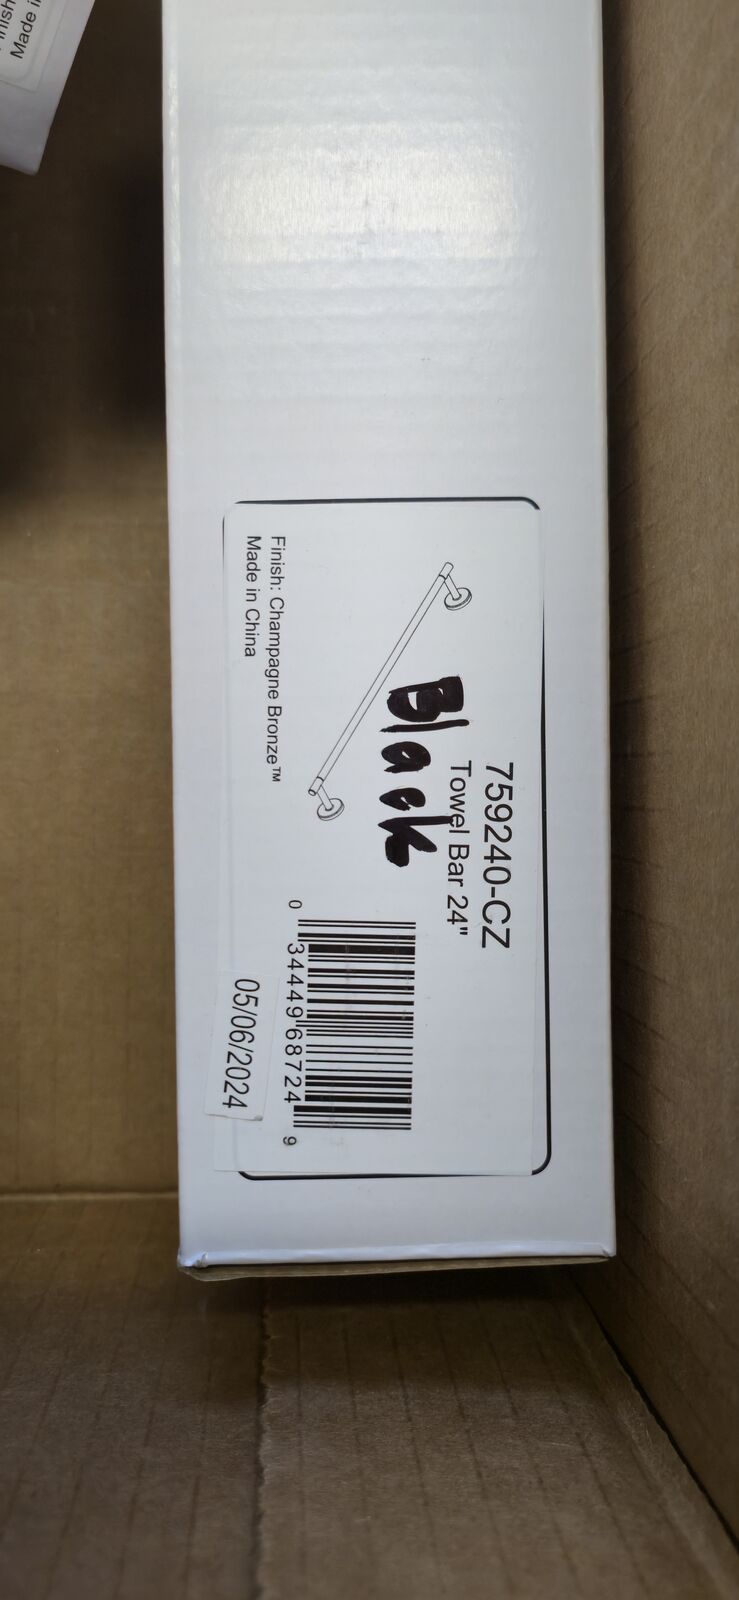 759240-CZ
Towel Bar 24"
Black
Finish: Champagne Bronze™
Made in China
0 34449 68724 9
05/06/2024
Made i